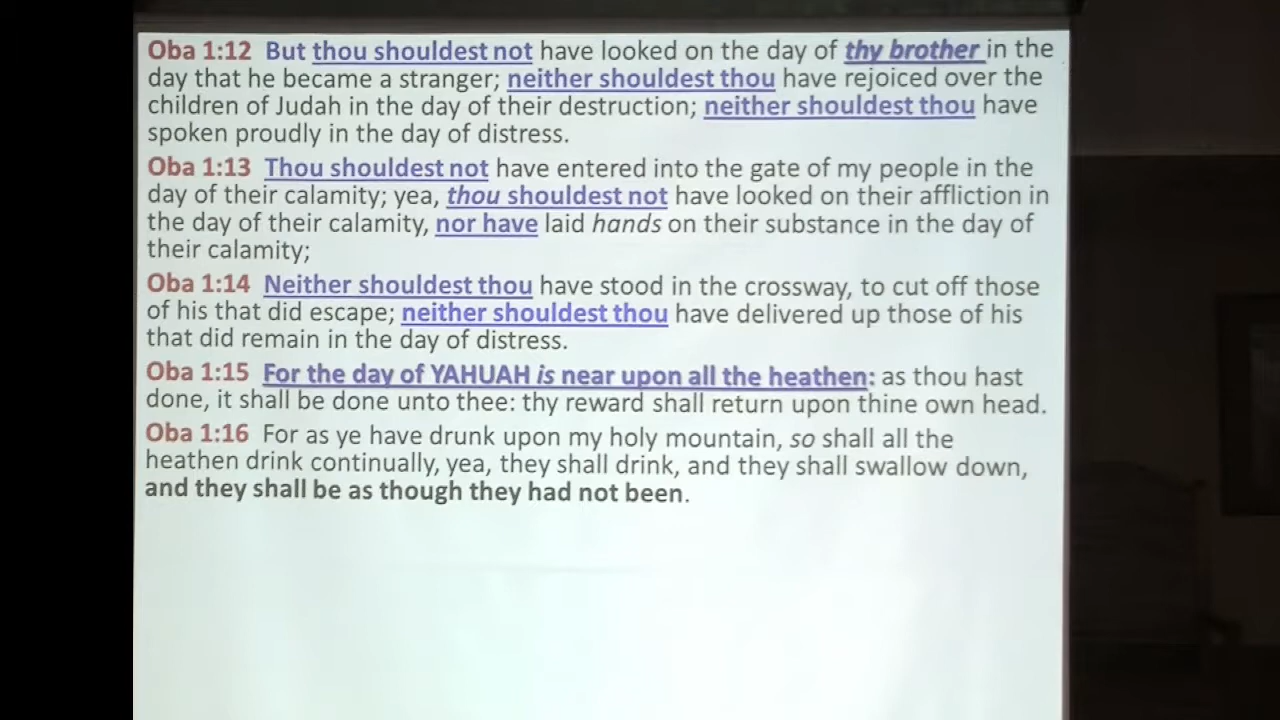 Oba 1:12 But thou shouldest not have looked on the day of thy brother in the
day that he became a stranger; neither shouldest thou have rejoiced over the
children of Judah in the day of their destruction; neither shouldest thou have
spoken proudly in the day of distress.
Oba 1:13 Thou shouldest not have entered into the gate of my people in the
day of their calamity; yea, thou shouldest not have looked on their affliction in
the day of their calamity, nor have laid hands on their substance in the day of
their calamity;
Oba 1:14 Neither shouldest thou have stood in the crossway, to cut off those
of his that did escape; neither shouldest thou have delivered up those of his
that did remain in the day of distress.
Oba 1:15 For the day of YAHUAH is near upon all the heathen: as thou hast
done, it shall be done unto thee: thy reward shall return upon thine own head.
Oba 1:16 For as ye have drunk upon my holy mountain, so shall all the
heathen drink continually, yea, they shall drink, and they shall swallow down,
and they shall be as though they had not been.